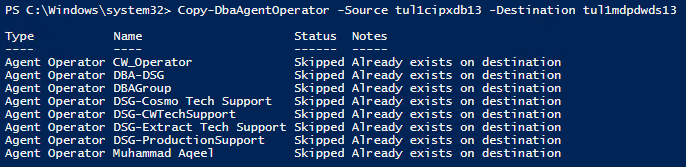 PS C:\Windows\system32> Copy-DbaAgentOperator -Source tul1cipxdb13 -Destination tul1mdpdwds13
Type Name Status Notes
---- ---- ------ -----
Agent Operator CW_Operator Skipped Already exists on destination
Agent Operator DBA-DSG Skipped Already exists on destination
Agent Operator DBAGroup Skipped Already exists on destination
Agent Operator DSG-Cosmo Tech Support Skipped Already exists on destination
Agent Operator DSG-CWTechSupport Skipped Already exists on destination
Agent Operator DSG-Extract Tech Support Skipped Already exists on destination
Agent Operator DSG-ProductionSupport Skipped Already exists on destination
Agent Operator Muhammad Aqeel Skipped Already exists on destination